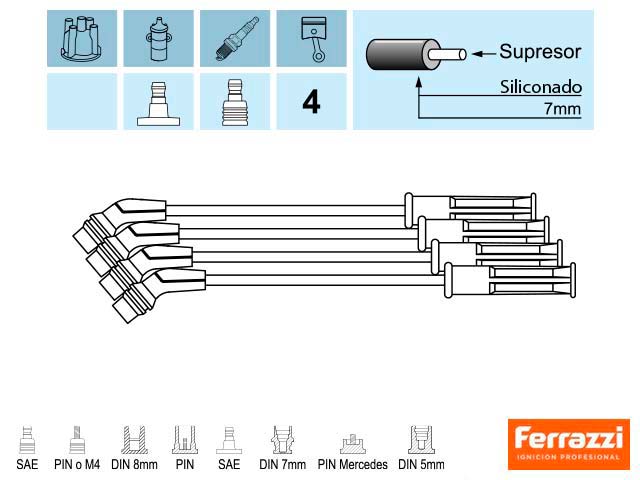 Supresor
Siliconado
7mm
4
SAE PIN o M4 DIN 8mm PIN SAE DIN 7mm PIN Mercedes DIN 5mm
Ferrazzi
IGNICION PROFESIONAL